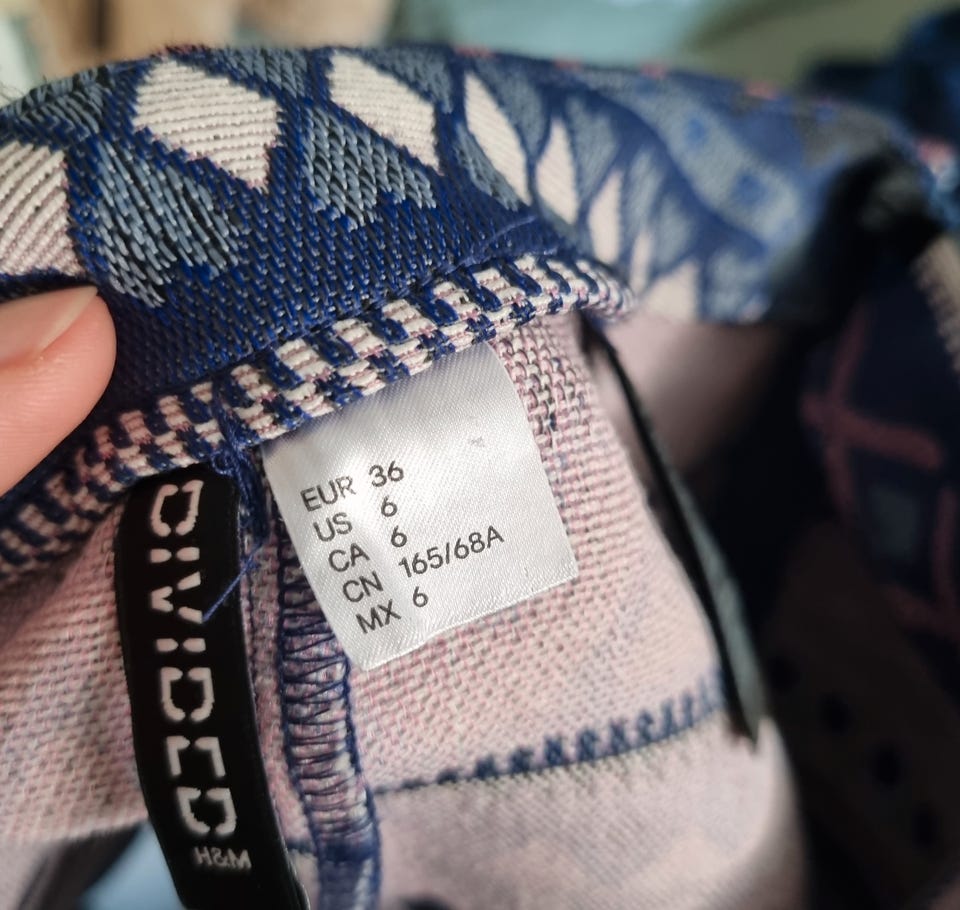 EUR 36
US 6
CA 6
CN 165/68A
MX 6
DIVIDED
H&M